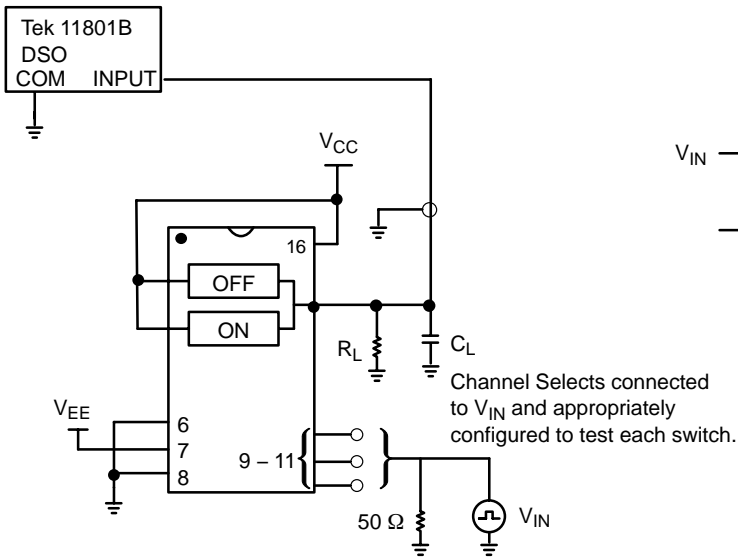 Tek 11801B
DSO
COM INPUT
V_CC
V_IN
16
OFF
ON
R_L
C_L
Channel Selects connected
to V_IN and appropriately
configured to test each switch.
V_EE
6
7
8
9 – 11
50 Ω
V_IN